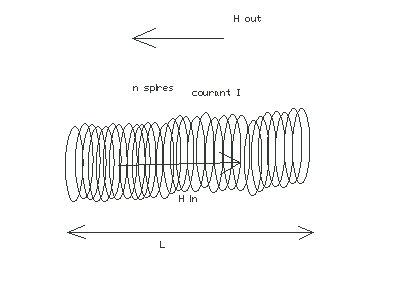 H out
n spires
courant I
H In
L